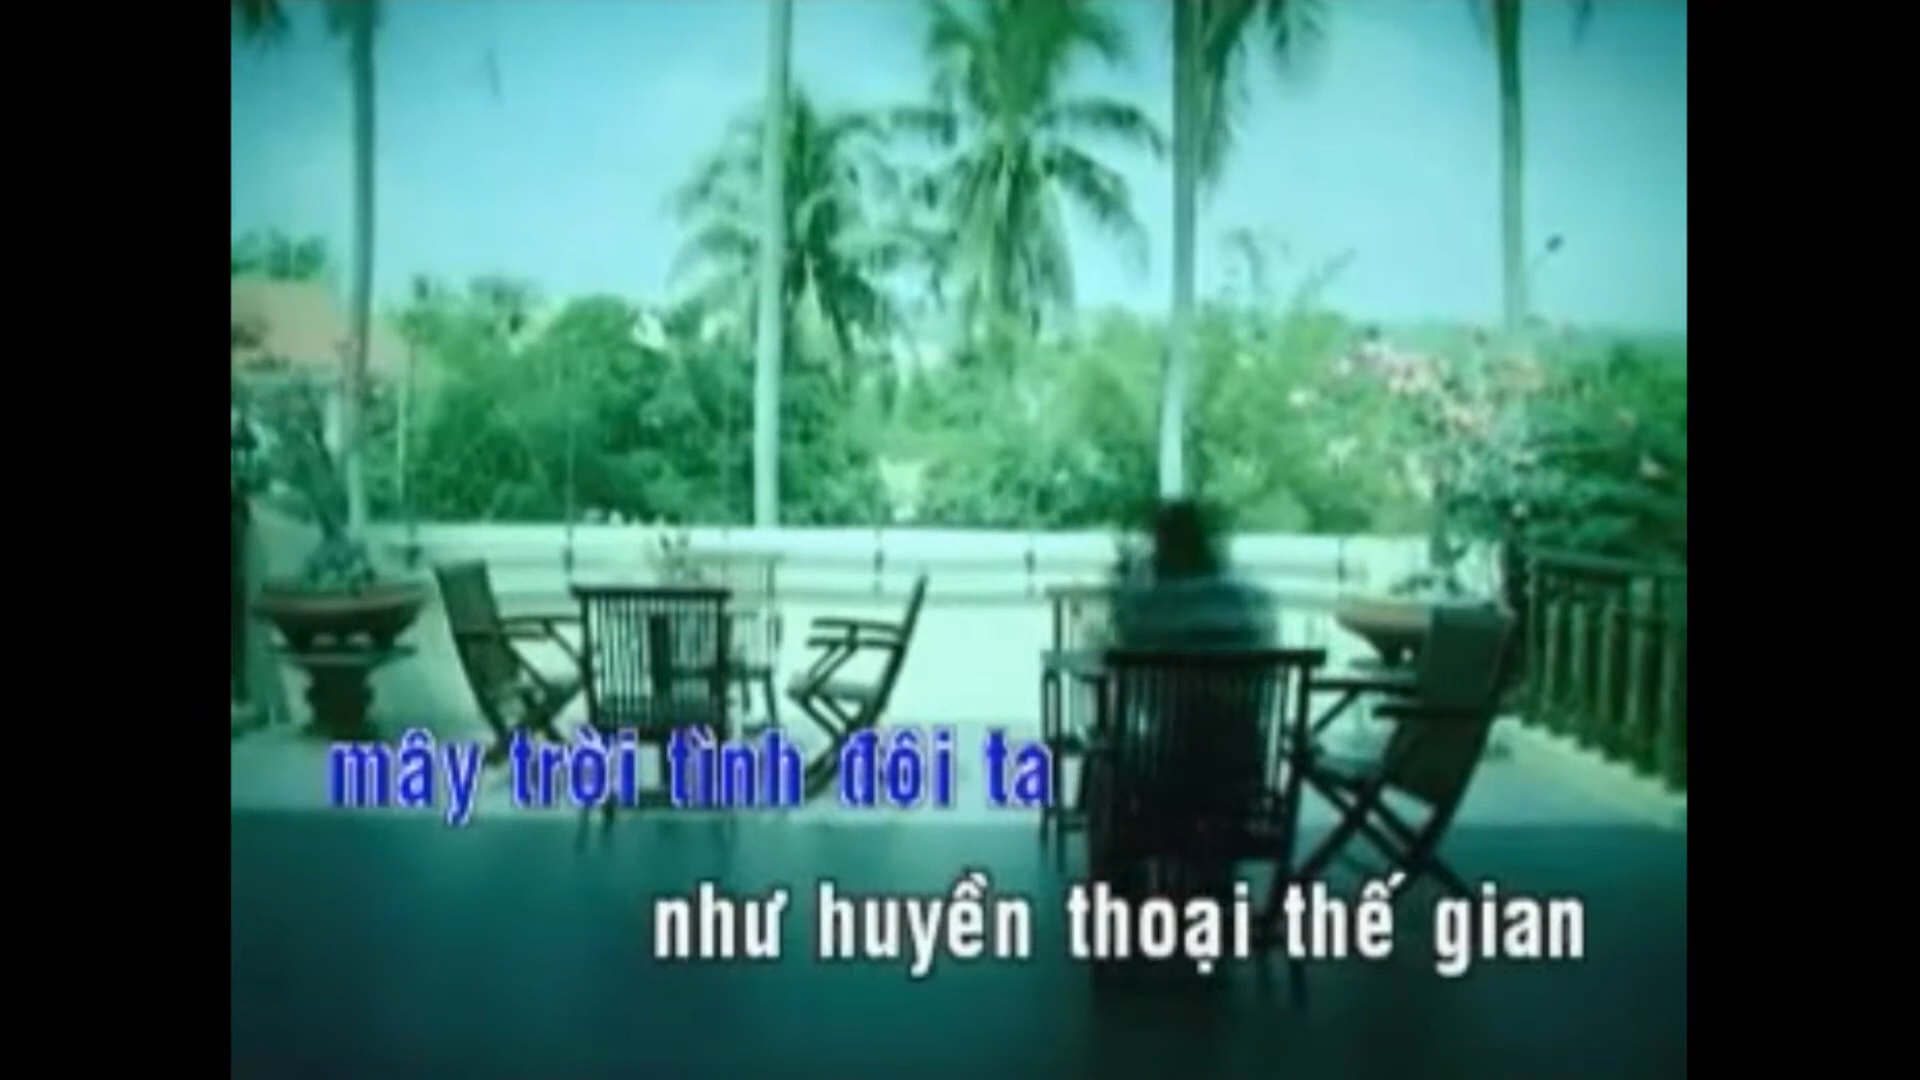 mây trời tình đôi ta
như huyền thoại thế gian